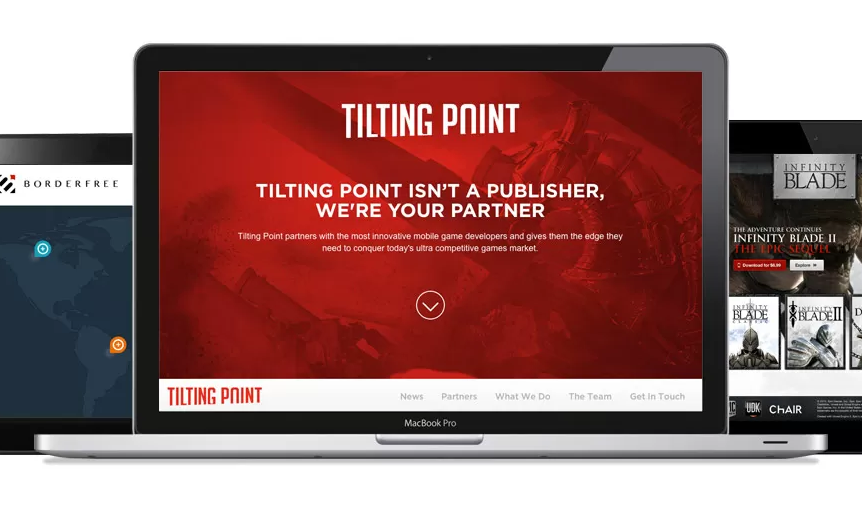 TILTING POINT
TILTING POINT ISN'T A PUBLISHER,
WE'RE YOUR PARTNER
Tilting Point partners with the most innovative mobile game developers and gives them the edge they
need to conquer today's ultra competitive games market.
TILTING POINT
News Partners What We Do The Team Get In Touch
MacBook Pro
BORDERFREE
INFINITY
BLADE
THE ADVENTURE CONTINUES
INFINITY BLADE II
THE EPIC SEQUEL
Download for $6.99 Explore
INFINITY
BLADE
INFINITY
BLADE II
UDK CHAIR